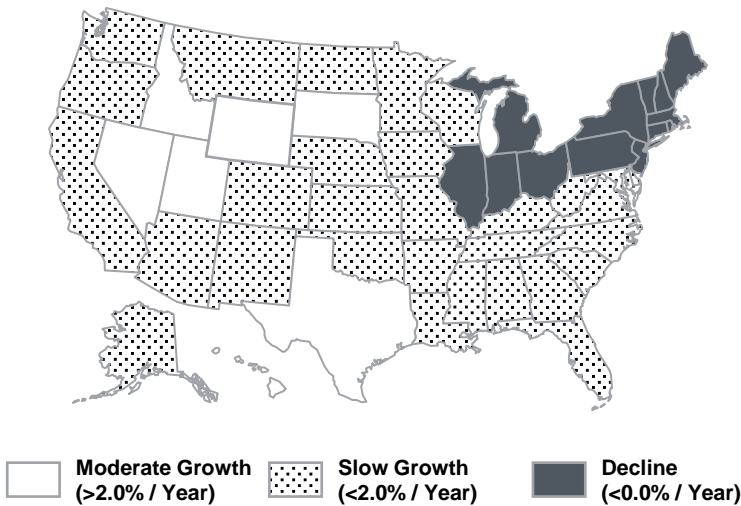 Moderate Growth
(>2.0% / Year)
Slow Growth
(<2.0% / Year)
Decline
(<0.0% / Year)